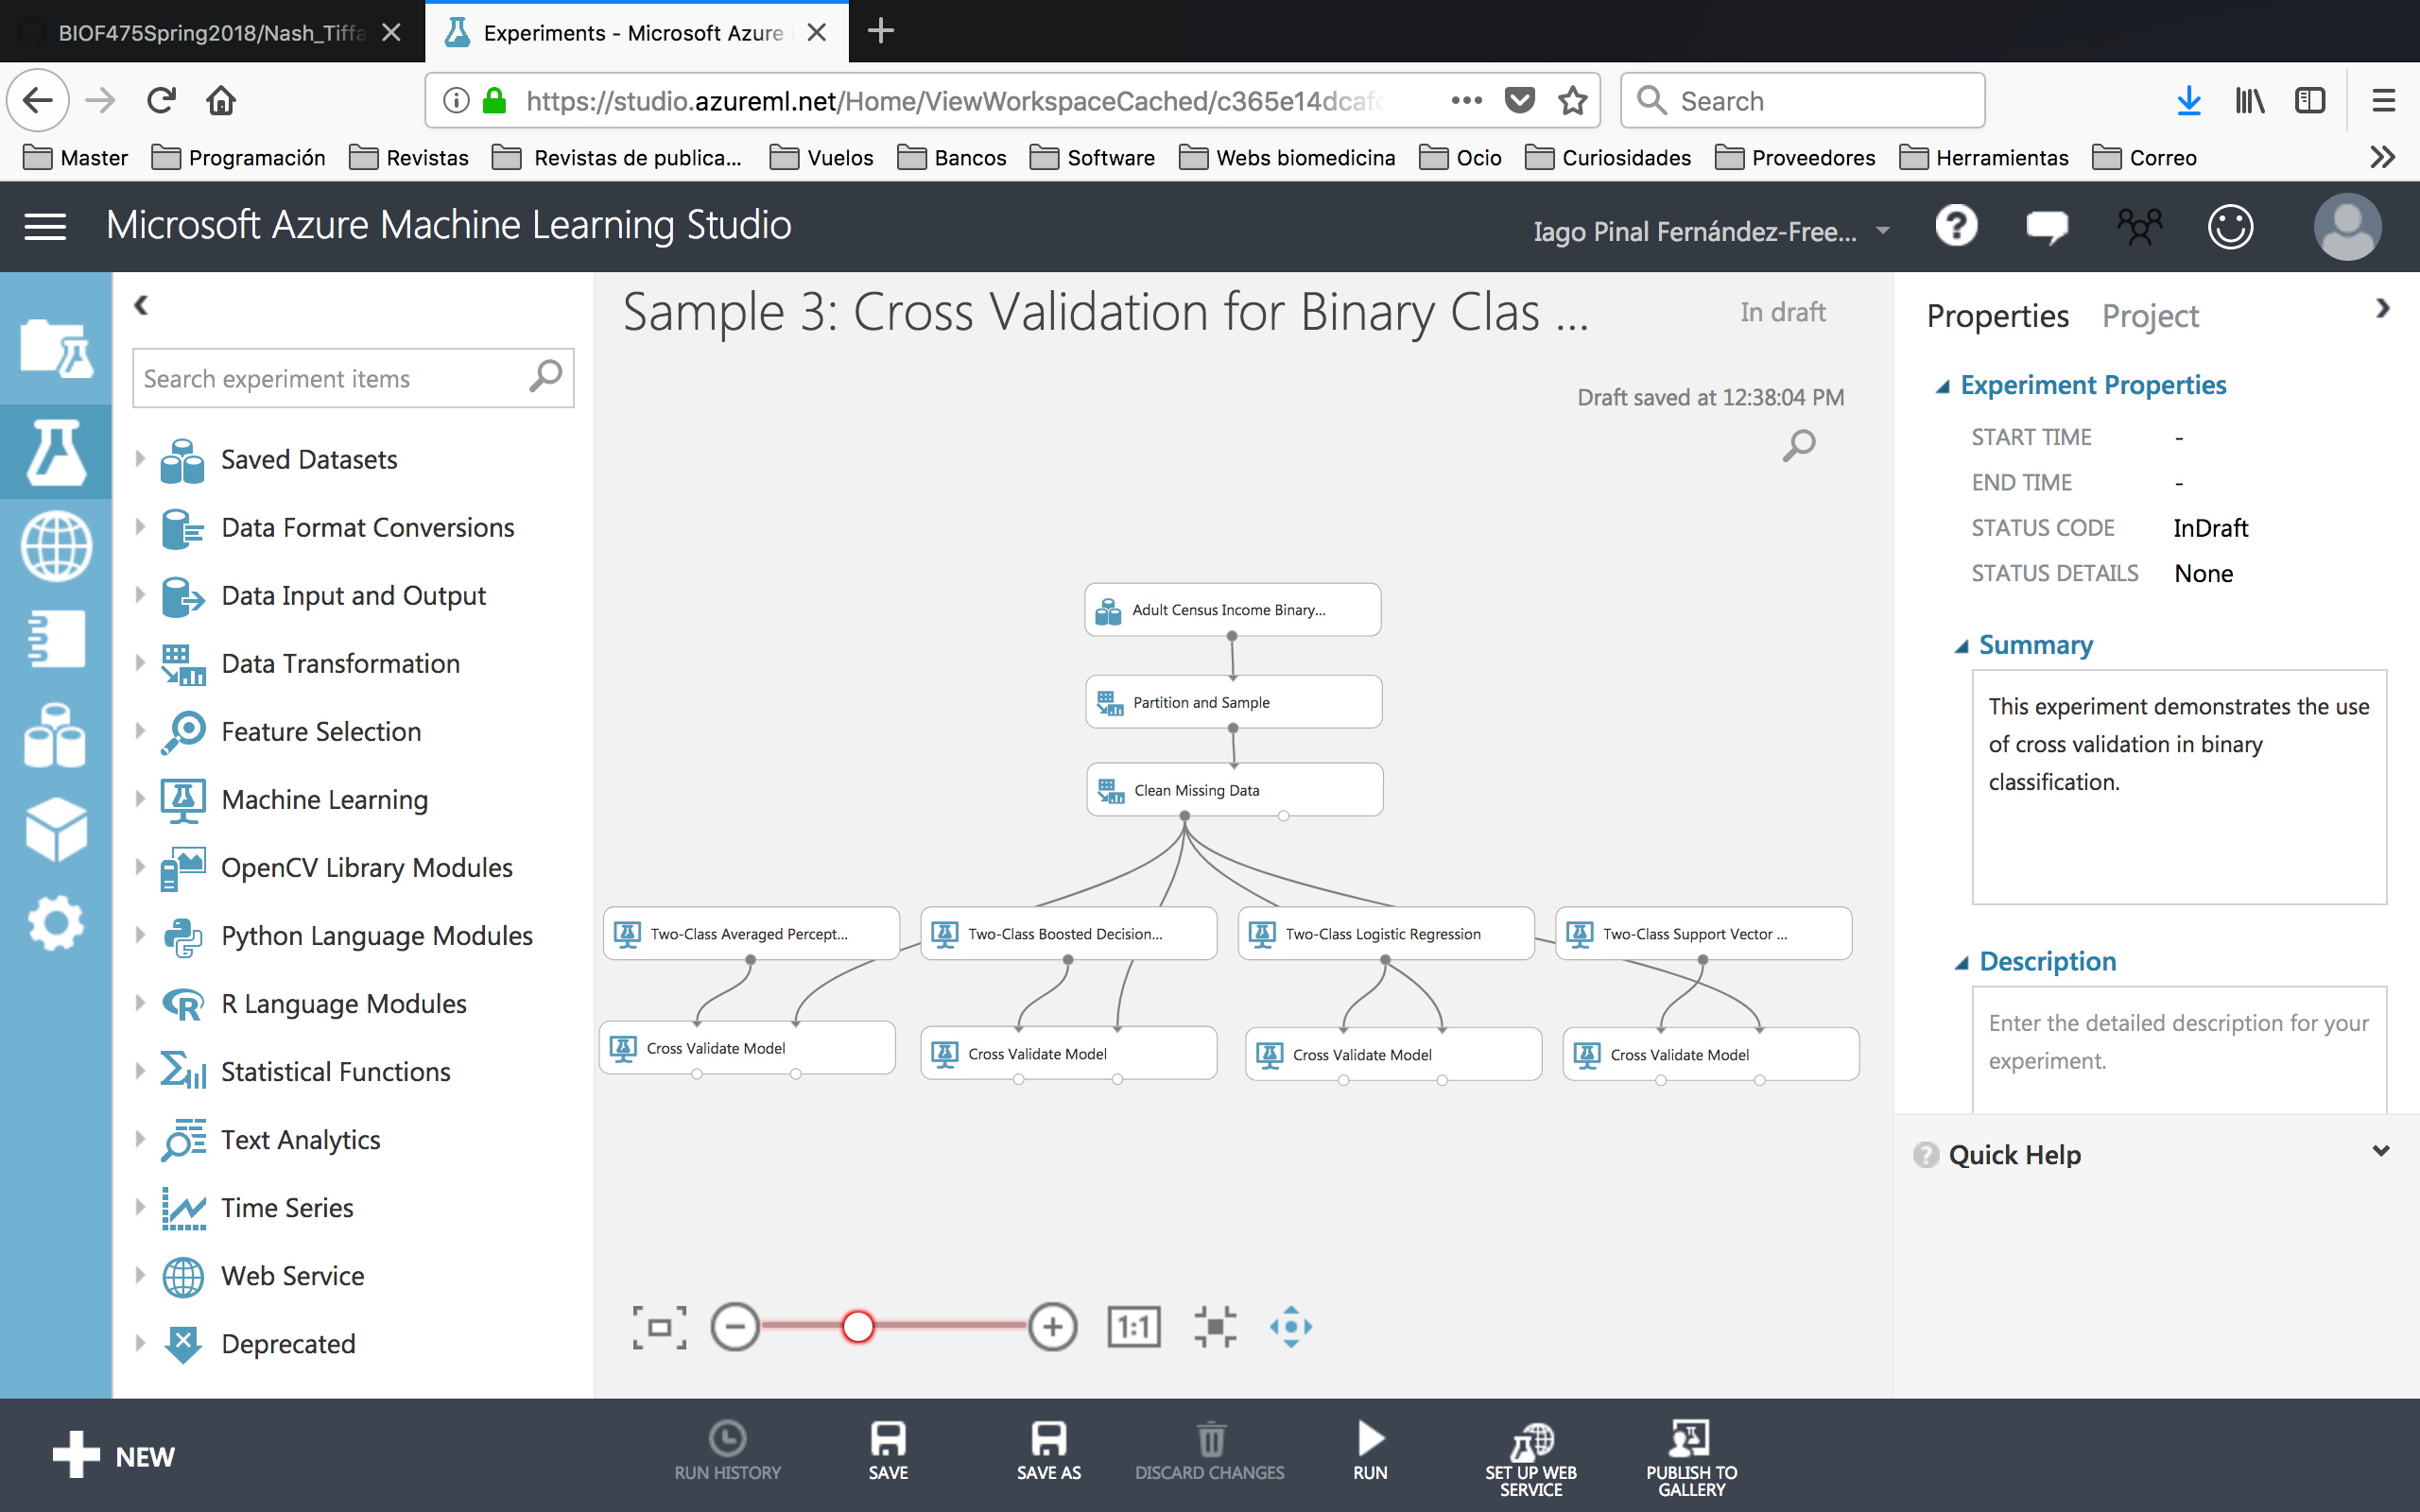 BIOF475Spring2018/Nash_Tiffa
Experiments - Microsoft Azure
https://studio.azureml.net/Home/ViewWorkspaceCached/c365e14dcaf
Search
Master
Programación
Revistas
Revistas de publica...
Vuelos
Bancos
Software
Webs biomedicina
Ocio
Curiosidades
Proveedores
Herramientas
Correo
Microsoft Azure Machine Learning Studio
Iago Pinal Fernández-Free...
Search experiment items
Saved Datasets
Data Format Conversions
Data Input and Output
Data Transformation
Feature Selection
Machine Learning
OpenCV Library Modules
Python Language Modules
R Language Modules
Statistical Functions
Text Analytics
Time Series
Web Service
Deprecated
Sample 3: Cross Validation for Binary Clas ...
In draft
Draft saved at 12:38:04 PM
Adult Census Income Binary...
Partition and Sample
Clean Missing Data
Two-Class Averaged Percept...
Two-Class Boosted Decision...
Two-Class Logistic Regression
Two-Class Support Vector ...
Cross Validate Model
Cross Validate Model
Cross Validate Model
Cross Validate Model
1:1
Properties
Project
Experiment Properties
START TIME -
END TIME -
STATUS CODE InDraft
STATUS DETAILS None
Summary
This experiment demonstrates the use
of cross validation in binary
classification.
Description
Enter the detailed description for your
experiment.
Quick Help
NEW
RUN HISTORY
SAVE
SAVE AS
DISCARD CHANGES
RUN
SET UP WEB
SERVICE
PUBLISH TO
GALLERY